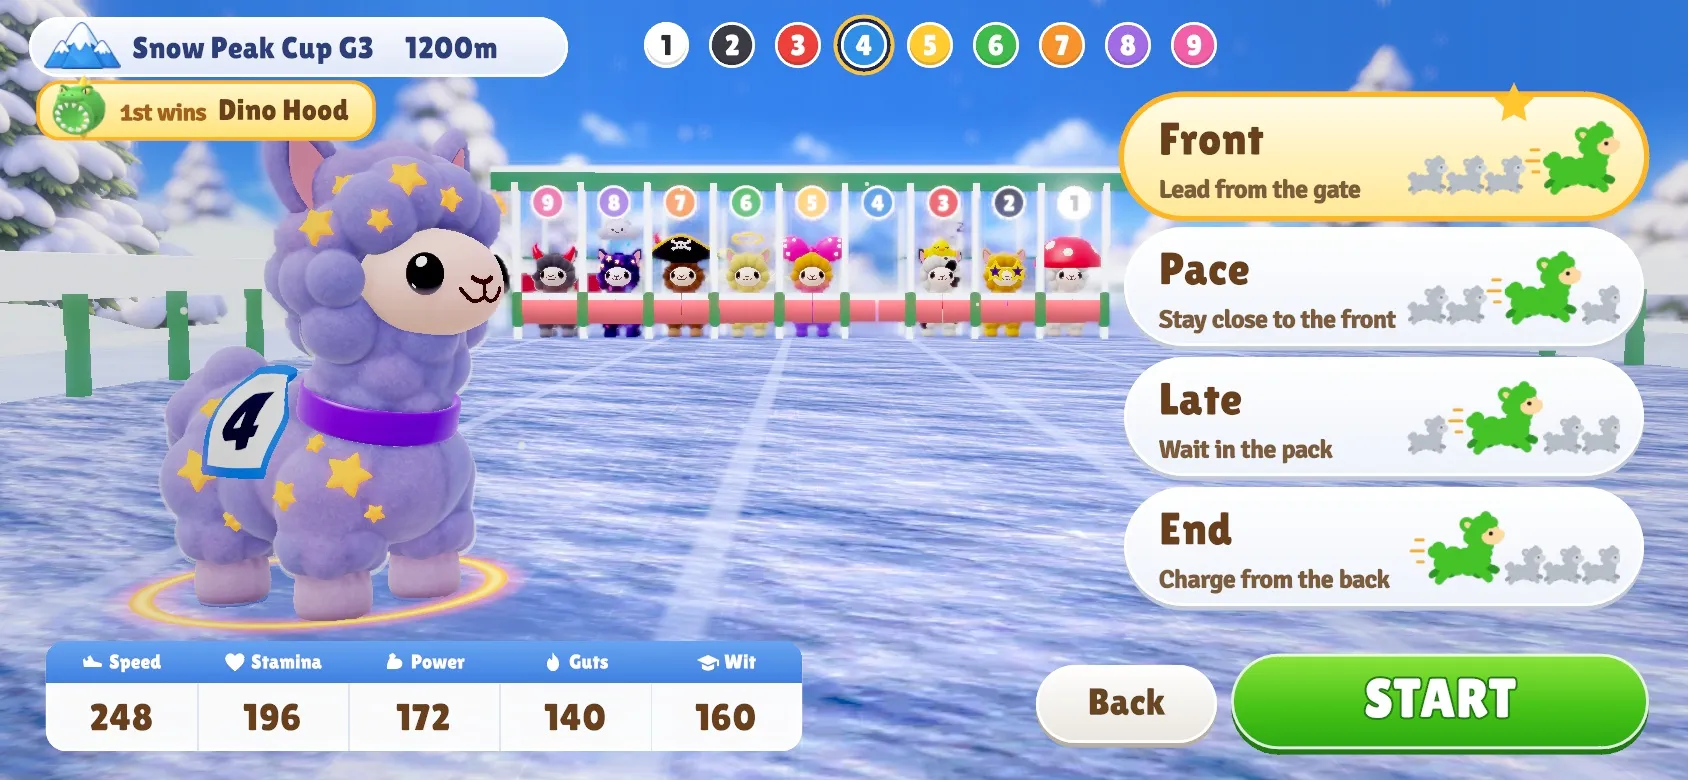 Snow Peak Cup G3 1200m
1 2 3 4 5 6 7 8 9
1st wins Dino Hood
9 8 7 6 5 4 3 2 1
4
Front
Lead from the gate
Pace
Stay close to the front
Late
Wait in the pack
End
Charge from the back
Speed Stamina Power Guts Wit
248 196 172 140 160
Back
START